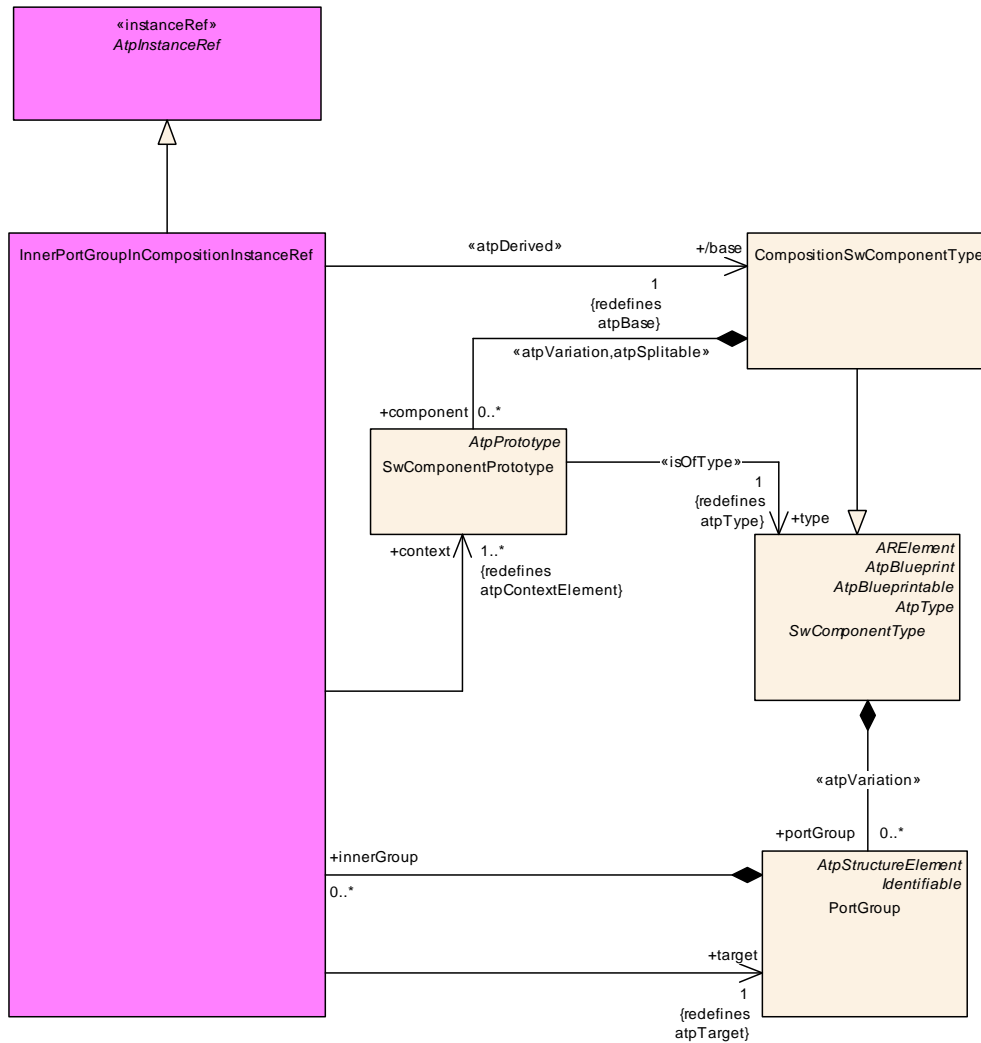 «instanceRef»
AtpInstanceRef
InnerPortGroupInCompositionInstanceRef
«atpDerived»
+/base
CompositionSwComponentType
1
{redefines
atpBase}
«atpVariation,atpSplitable»
+component
0..*
AtpPrototype
SwComponentPrototype
«isOfType»
1
{redefines
atpType}
+type
+context
1..*
{redefines
atpContextElement}
ARElement
AtpBlueprint
AtpBlueprintable
AtpType
SwComponentType
«atpVariation»
+portGroup
0..*
+innerGroup
0..*
AtpStructureElement
Identifiable
PortGroup
+target
1
{redefines
atpTarget}